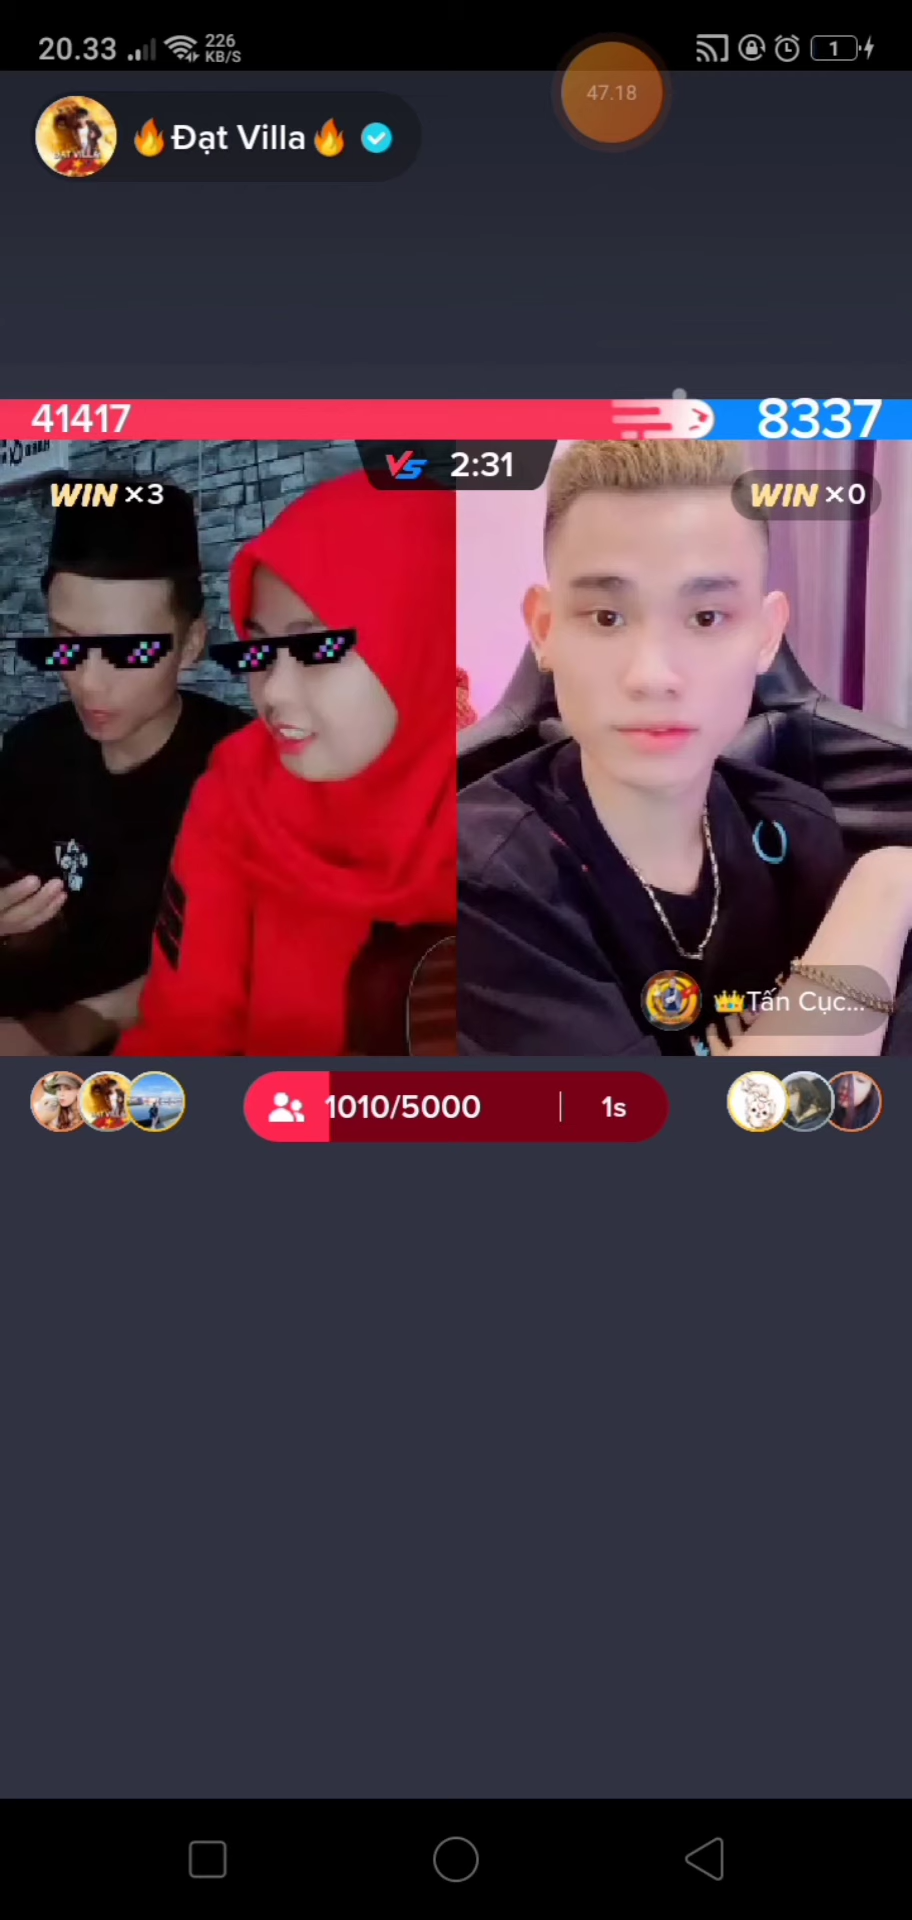 20.33 226 KB/S 1
47.18
🔥Đạt Villa🔥
41417 8337
VS 2:31
WIN ×3 WIN ×0
👑Tấn Cục...
1010/5000 | 1s